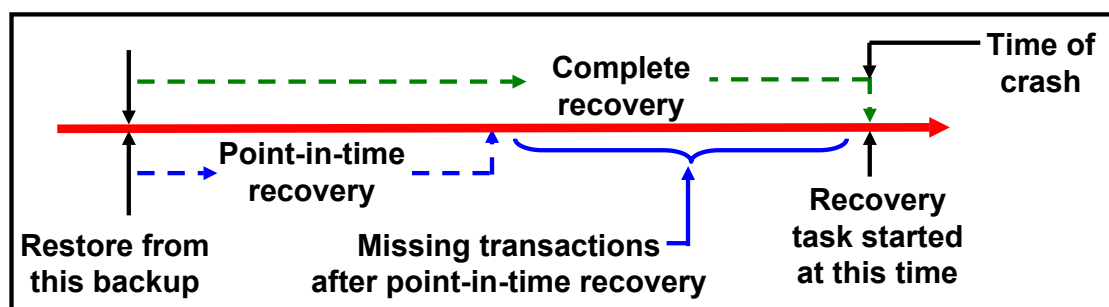 Complete
recovery
Time of
crash
Point-in-time
recovery
Restore from
this backup
Missing transactions
after point-in-time recovery
Recovery
task started
at this time